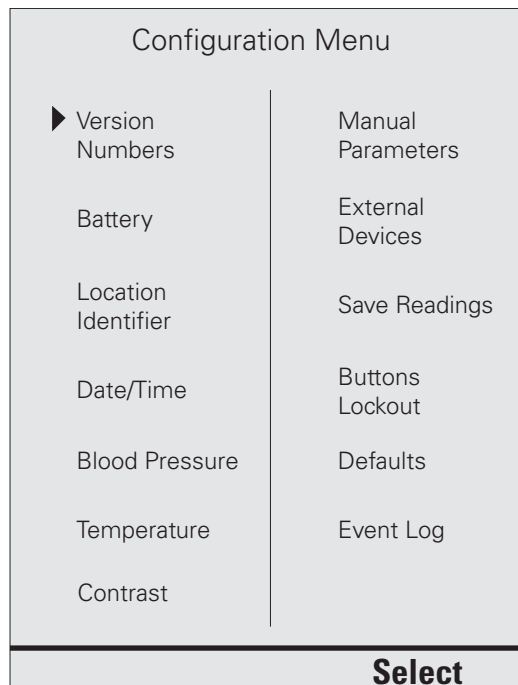 Configuration Menu
Version
Numbers
Battery
Location
Identifier
Date/Time
Blood Pressure
Temperature
Contrast
Manual
Parameters
External
Devices
Save Readings
Buttons
Lockout
Defaults
Event Log
Select